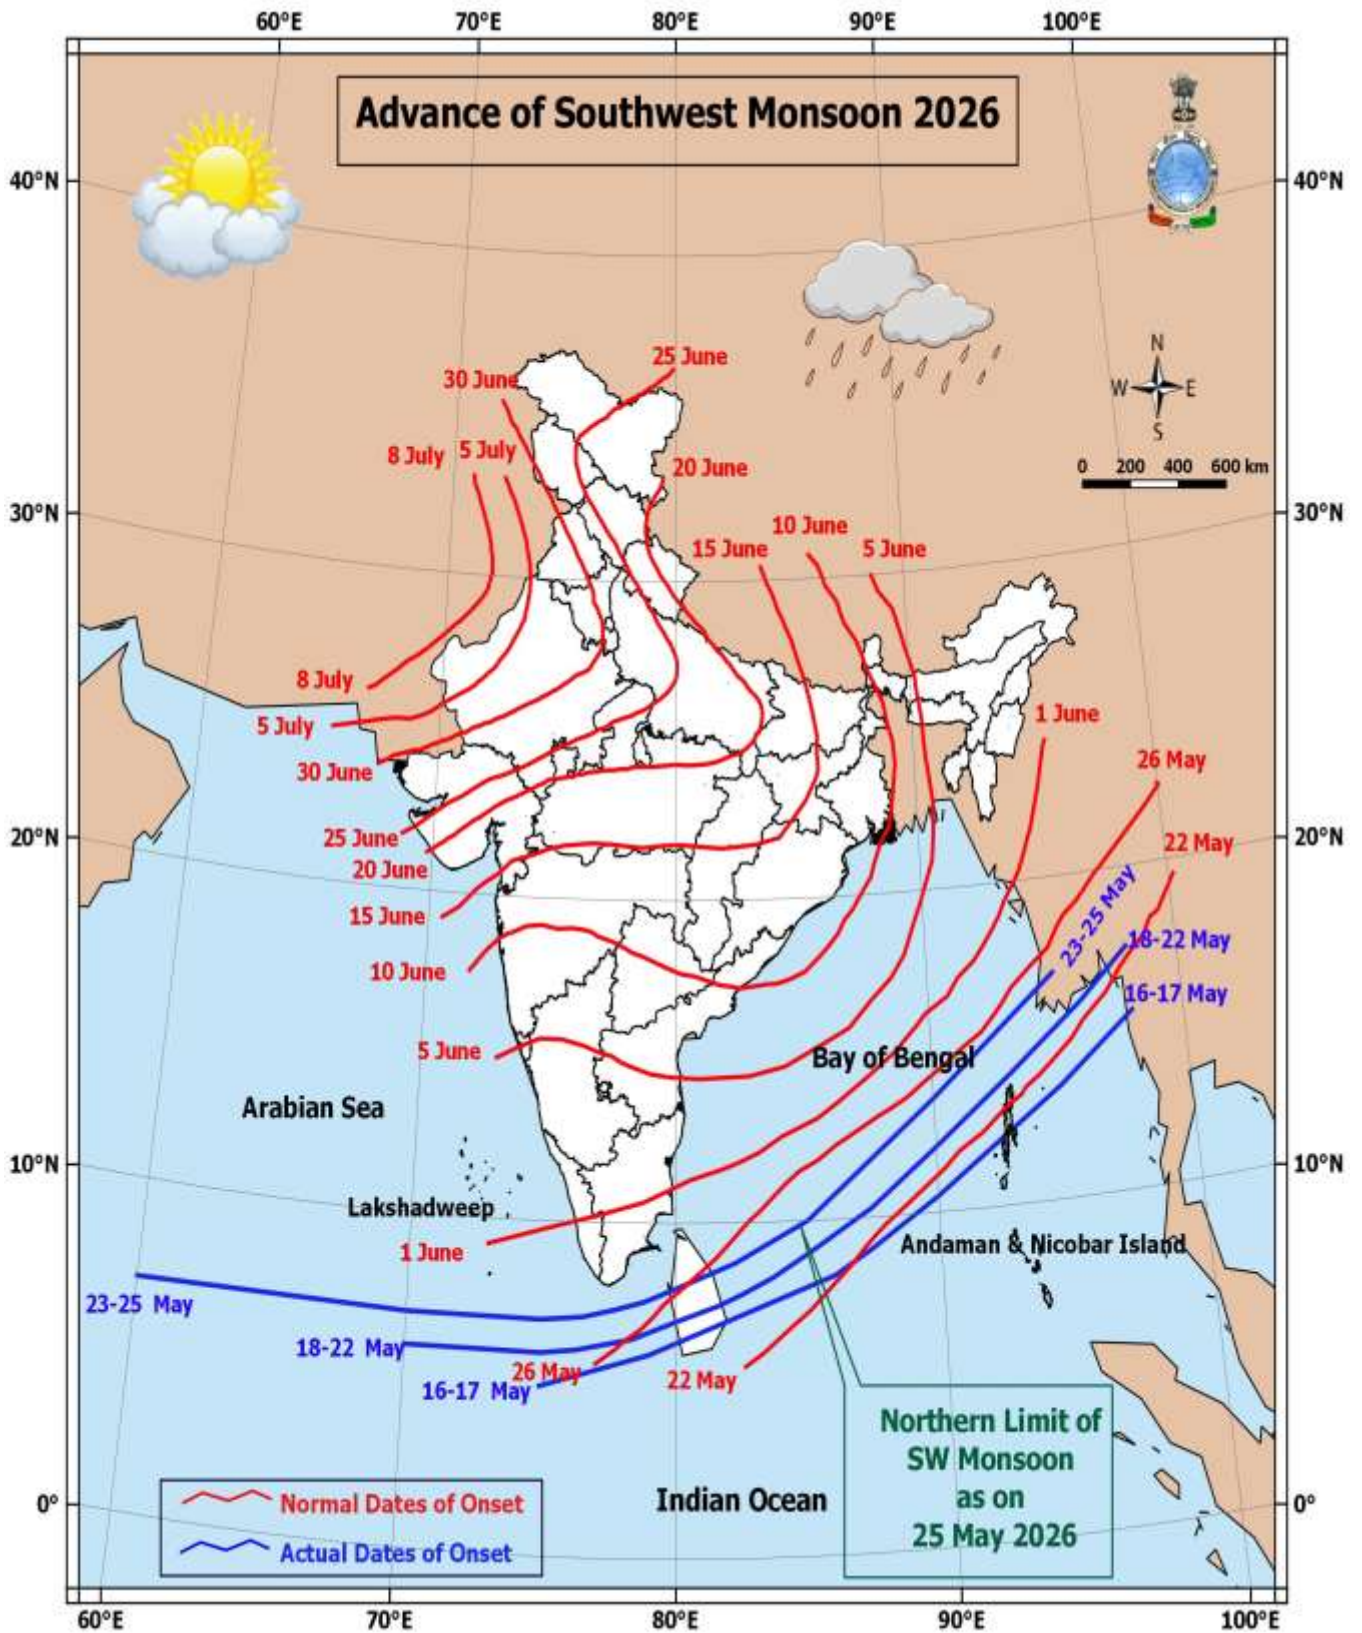 60°E 70°E 80°E 90°E 100°E
Advance of Southwest Monsoon 2026
40°N 40°N
N
W E
S
0 200 400 600 km
25 June
30 June
8 July 5 July
20 June
30°N 30°N
10 June
15 June 5 June
8 July
5 July
1 June
30 June
26 May
25 June
20°N 20°N
22 May
20 June
15 June
23-25 May
18-22 May
10 June
16-17 May
5 June
Bay of Bengal
Arabian Sea
10°N 10°N
Lakshadweep
1 June
Andaman & Nicobar Island
23-25 May
18-22 May
26 May
16-17 May
22 May
Northern Limit of
SW Monsoon
as on
25 May 2026
Indian Ocean
0° 0°
Normal Dates of Onset
Actual Dates of Onset
60°E 70°E 80°E 90°E 100°E